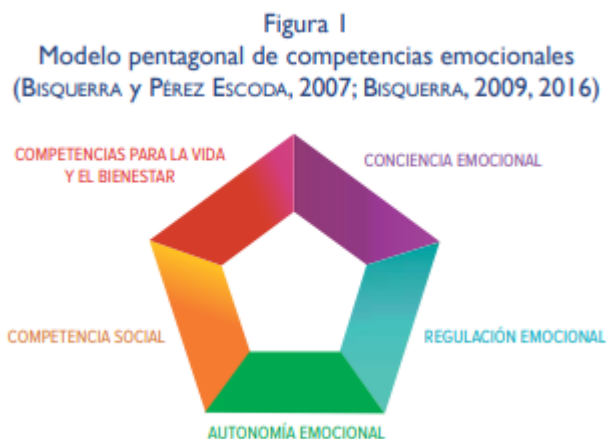 Figura 1
Modelo pentagonal de competencias emocionales
(BISQUERRA y PÉREZ ESCODA, 2007; BISQUERRA, 2009, 2016)
COMPETENCIAS PARA LA VIDA
Y EL BIENESTAR
CONCIENCIA EMOCIONAL
COMPETENCIA SOCIAL
REGULACIÓN EMOCIONAL
AUTONOMÍA EMOCIONAL